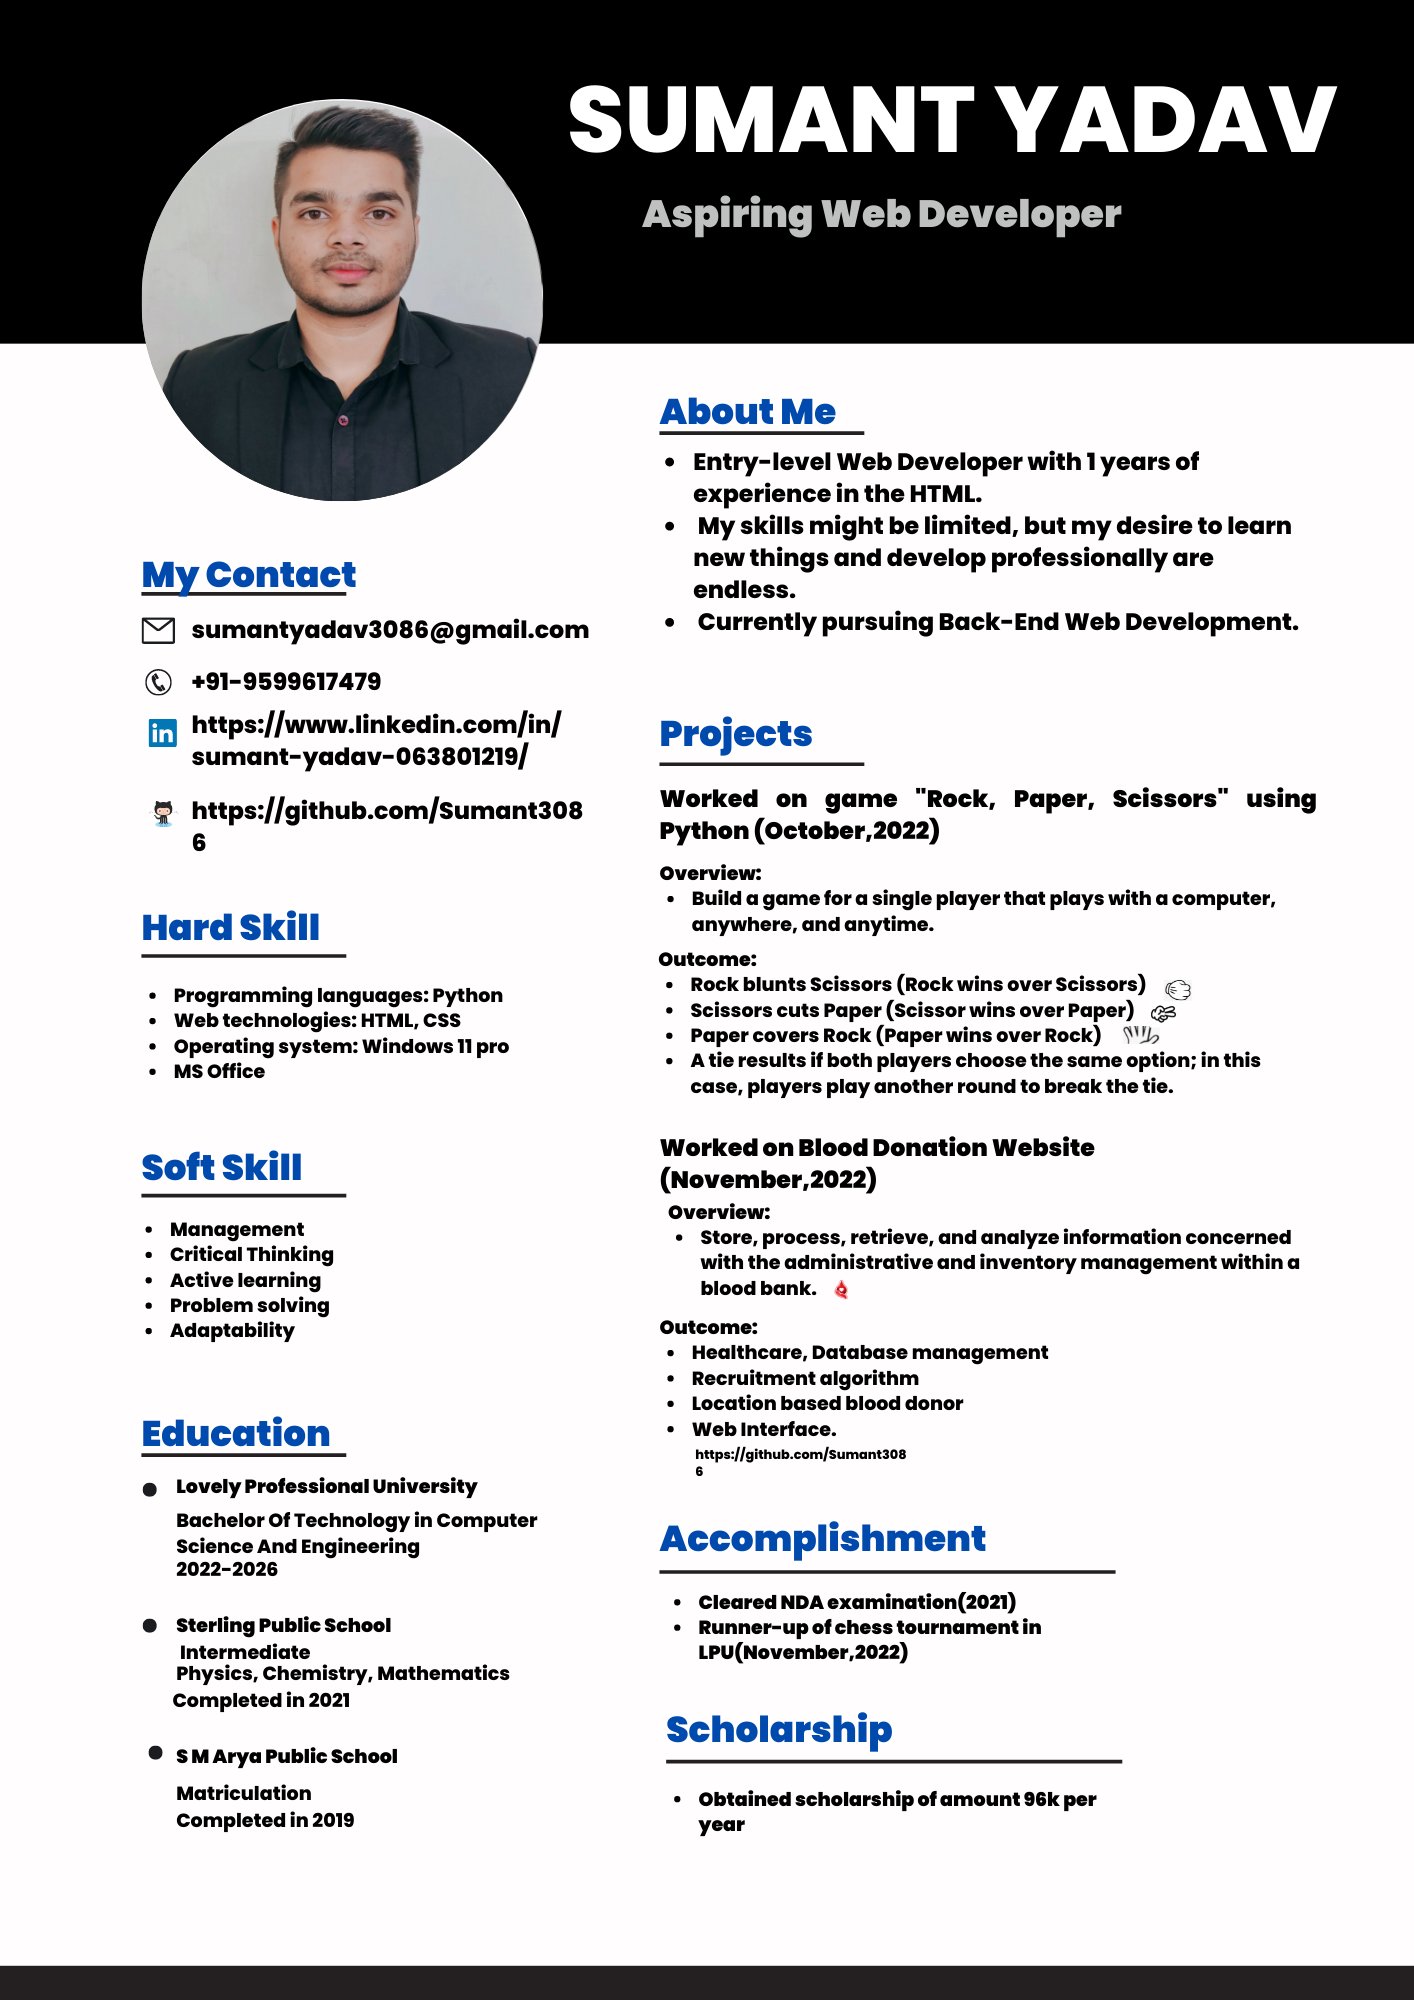 SUMANT YADAV
Aspiring Web Developer
My Contact
sumantyadav3086@gmail.com
+91-9599617479
in
https://www.linkedin.com/in/
sumant-yadav-063801219/
https://github.com/Sumant308
6
Hard Skill
• Programming languages: Python
• Web technologies: HTML, CSS
• Operating system: Windows 11 pro
• MS Office
Soft Skill
• Management
• Critical Thinking
• Active learning
• Problem solving
• Adaptability
Education
• Lovely Professional University
Bachelor Of Technology in Computer
Science And Engineering
2022-2026
• Sterling Public School
Intermediate
Physics, Chemistry, Mathematics
Completed in 2021
• S M Arya Public School
Matriculation
Completed in 2019
About Me
• Entry-level Web Developer with 1 years of
experience in the HTML.
• My skills might be limited, but my desire to learn
new things and develop professionally are
endless.
• Currently pursuing Back-End Web Development.
Projects
Worked on game "Rock, Paper, Scissors" using
Python (October,2022)
Overview:
• Build a game for a single player that plays with a computer,
anywhere, and anytime.
Outcome:
• Rock blunts Scissors (Rock wins over Scissors)
• Scissors cuts Paper (Scissor wins over Paper)
• Paper covers Rock (Paper wins over Rock)
• A tie results if both players choose the same option; in this
case, players play another round to break the tie.
Worked on Blood Donation Website
(November,2022)
Overview:
• Store, process, retrieve, and analyze information concerned
with the administrative and inventory management within a
blood bank.
Outcome:
• Healthcare, Database management
• Recruitment algorithm
• Location based blood donor
• Web Interface.
https://github.com/Sumant308
6
Accomplishment
• Cleared NDA examination(2021)
• Runner-up of chess tournament in
LPU(November,2022)
Scholarship
• Obtained scholarship of amount 96k per
year